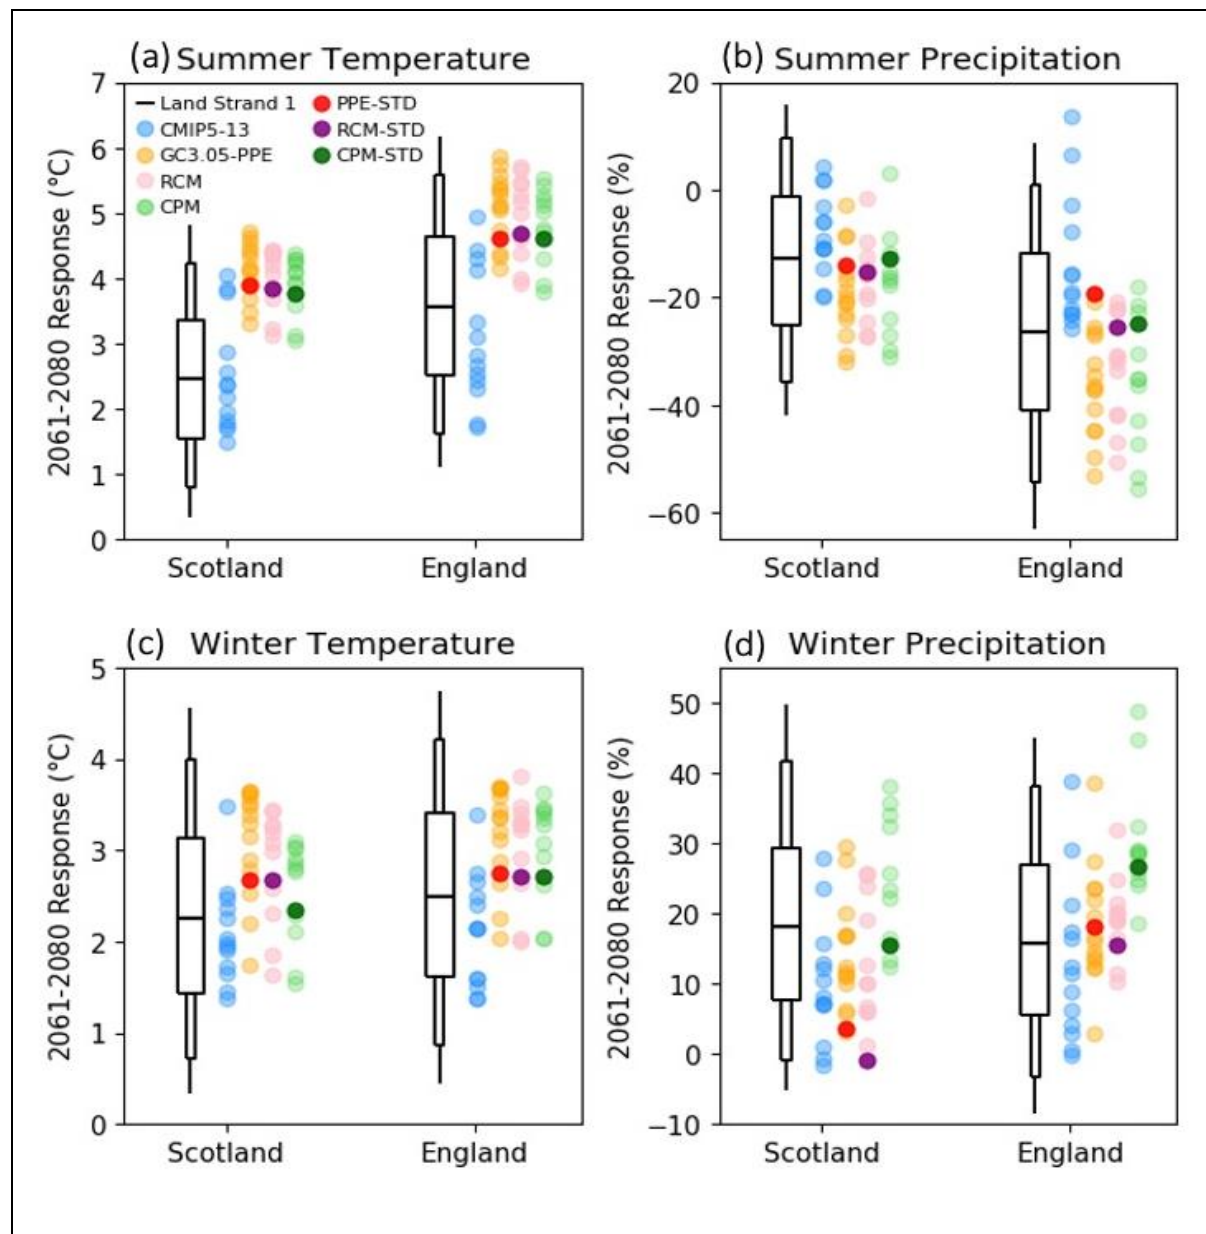 (a) Summer Temperature
(b) Summer Precipitation
2061-2080 Response (°C)
7
6
5
4
3
2
1
0
Land Strand 1
CMIP5-13
GC3.05-PPE
RCM
CPM
PPE-STD
RCM-STD
CPM-STD
Scotland
England
2061-2080 Response (%)
20
0
−20
−40
−60
Scotland
England
(c) Winter Temperature
(d) Winter Precipitation
2061-2080 Response (°C)
5
4
3
2
1
0
Scotland
England
2061-2080 Response (%)
50
40
30
20
10
0
−10
Scotland
England